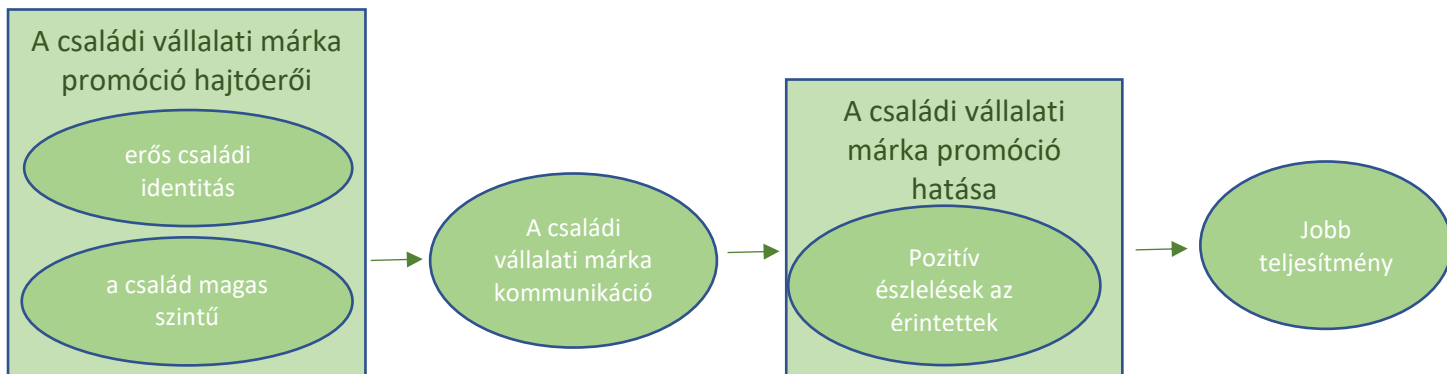 A családi vállalati márka
promóció hajtóerői
erős családi
identitás
a család magas
szintű
A családi
vállalati márka
kommunikáció
A családi vállalati
márka promóció
hatása
Pozitív
észlelések az
érintettek
Jobb
teljesítmény